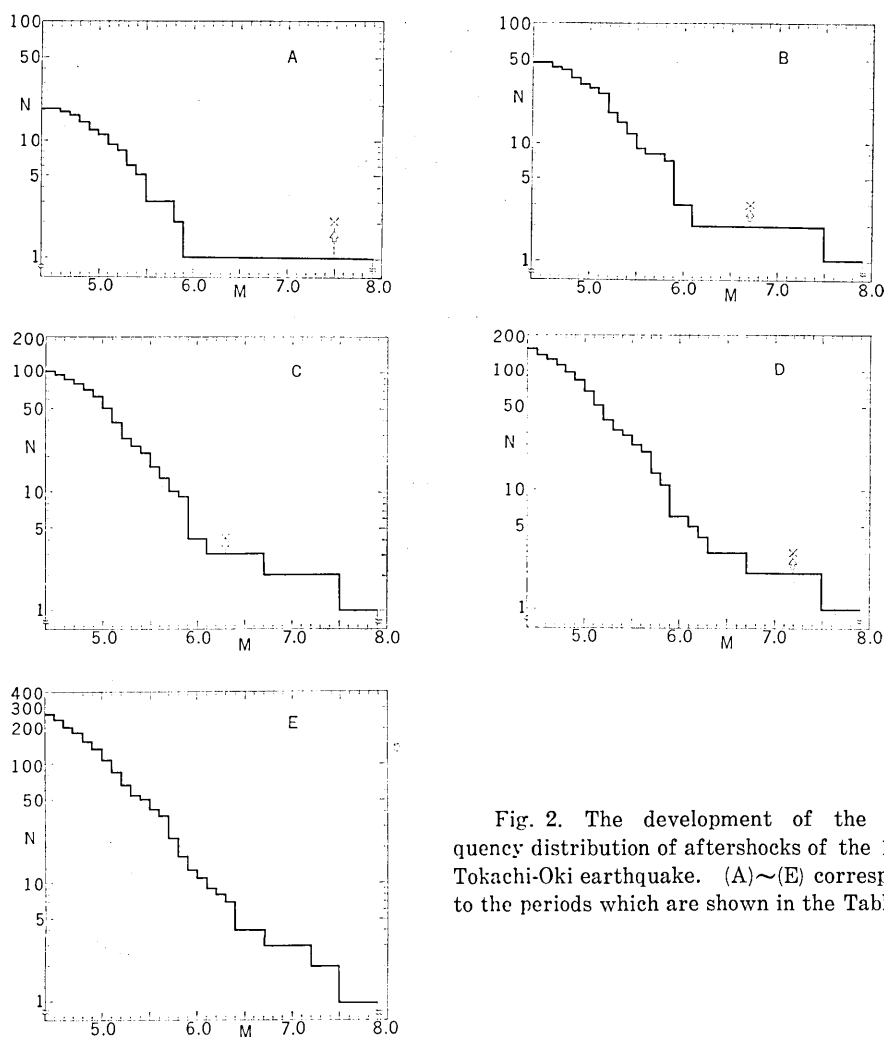 100
50
N
10
5
1
A
5.0 6.0 7.0 8.0
M
100
50
N
10
5
1
B
5.0 6.0 7.0 8.0
M
200
100
50
N
10
5
1
C
5.0 6.0 7.0 8.0
M
200
100
50
N
10
5
1
D
5.0 6.0 7.0 8.0
M
400
300
200
100
50
N
10
5
1
E
5.0 6.0 7.0 8.0
M
Fig. 2. The development of the
quency distribution of aftershocks of the
Tokachi-Oki earthquake. (A)~(E) corresp
to the periods which are shown in the Tabl